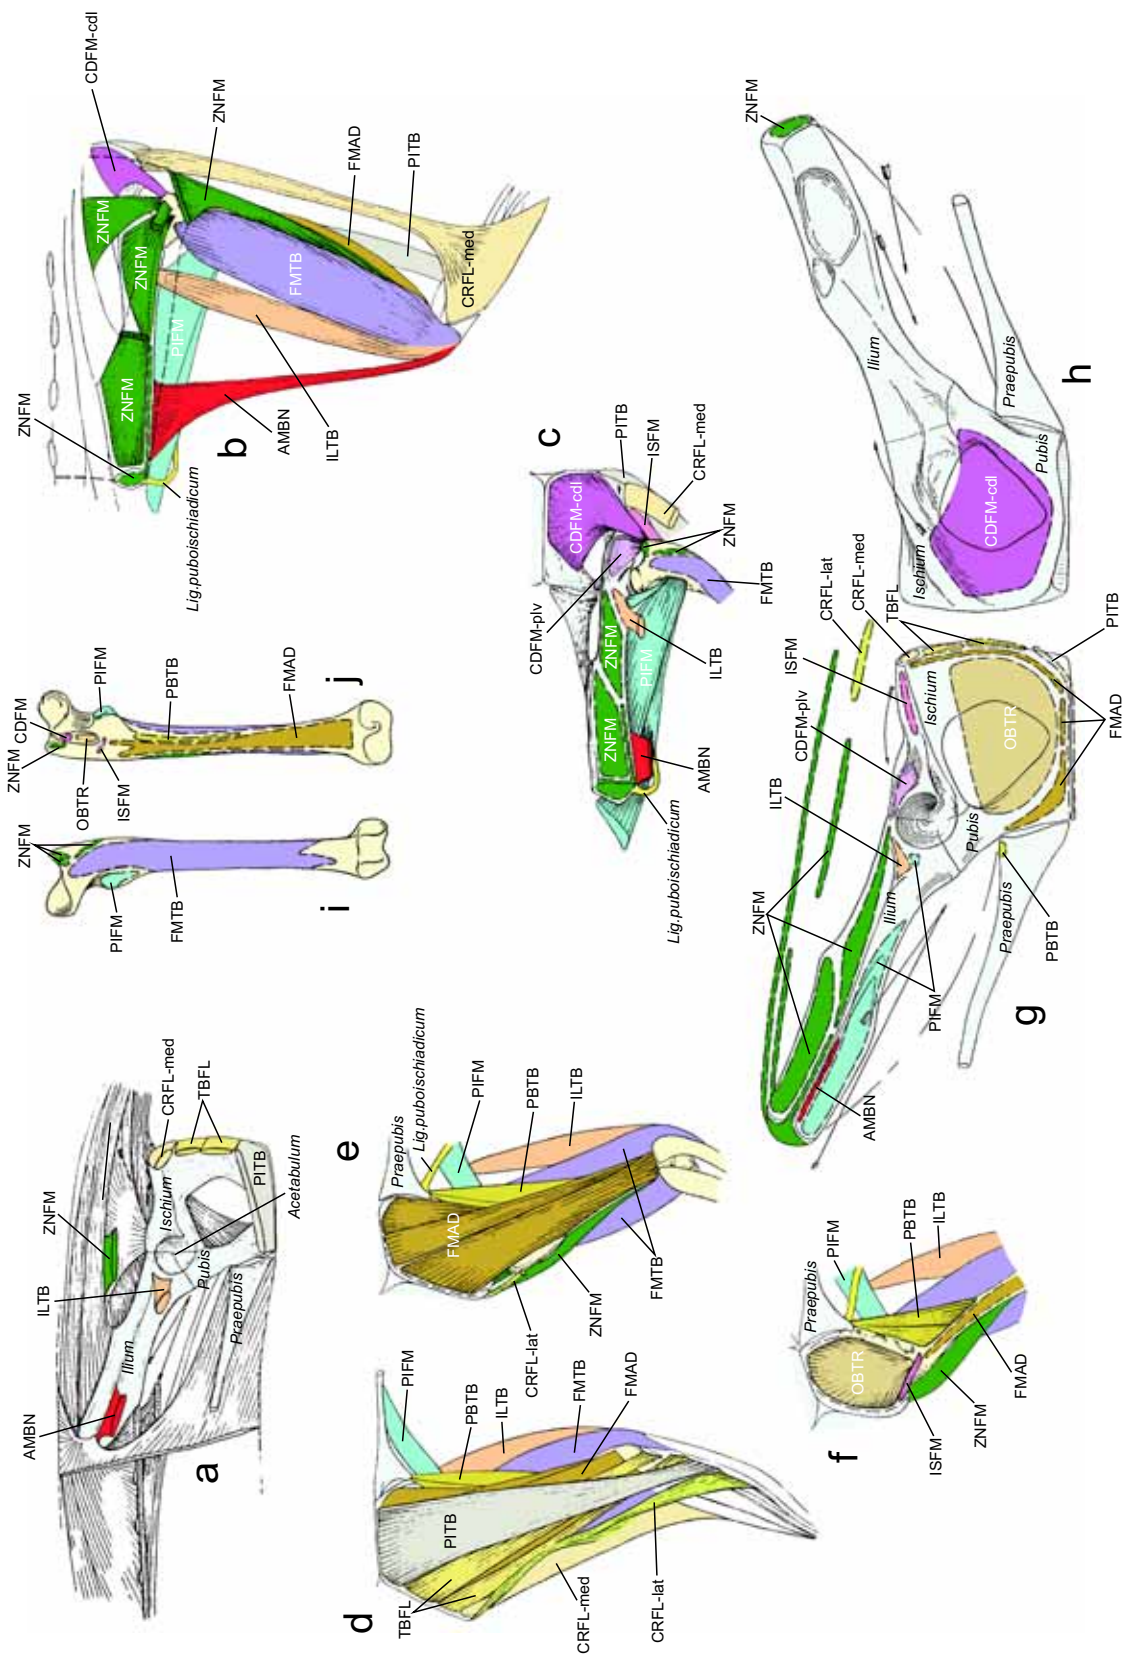 a
AMBN
ILTB
ZNFM
CRFL-med
TBFL
Ilium
Ischium
Pubis
Praepubis
PITB
Acetabulum
b
ZNFM
ZNFM
ZNFM
ZNFM
CDFM-cdl
ZNFM
FMAD
PITB
PIFM
FMTB
CRFL-med
Lig.puboischiadicum
AMBN
ILTB
c
CDFM-cdl
PITB
ISFM
CRFL-med
ZNFM
FMTB
CDFM-plv
ZNFM
ZNFM
PIFM
ILTB
AMBN
Lig.puboischiadicum
d
PIFM
PBTB
ILTB
FMTB
FMAD
PITB
TBFL
CRFL-med
CRFL-lat
e
Praepubis
Lig.puboischiadicum
PIFM
PBTB
ILTB
FMAD
CRFL-lat
ZNFM
FMTB
f
Praepubis
PIFM
PBTB
ILTB
OBTR
ISFM
ZNFM
FMAD
g
ZNFM
ILTB
CDFM-plv
ISFM
CRFL-lat
CRFL-med
TBFL
Ilium
Ischium
Pubis
Praepubis
OBTR
AMBN
PIFM
PBTB
FMAD
PITB
h
ZNFM
Ilium
Ischium
CDFM-cdl
Pubis
Praepubis
i
ZNFM
PIFM
FMTB
j
ZNFM
CDFM
PIFM
OBTR
ISFM
PBTB
FMAD